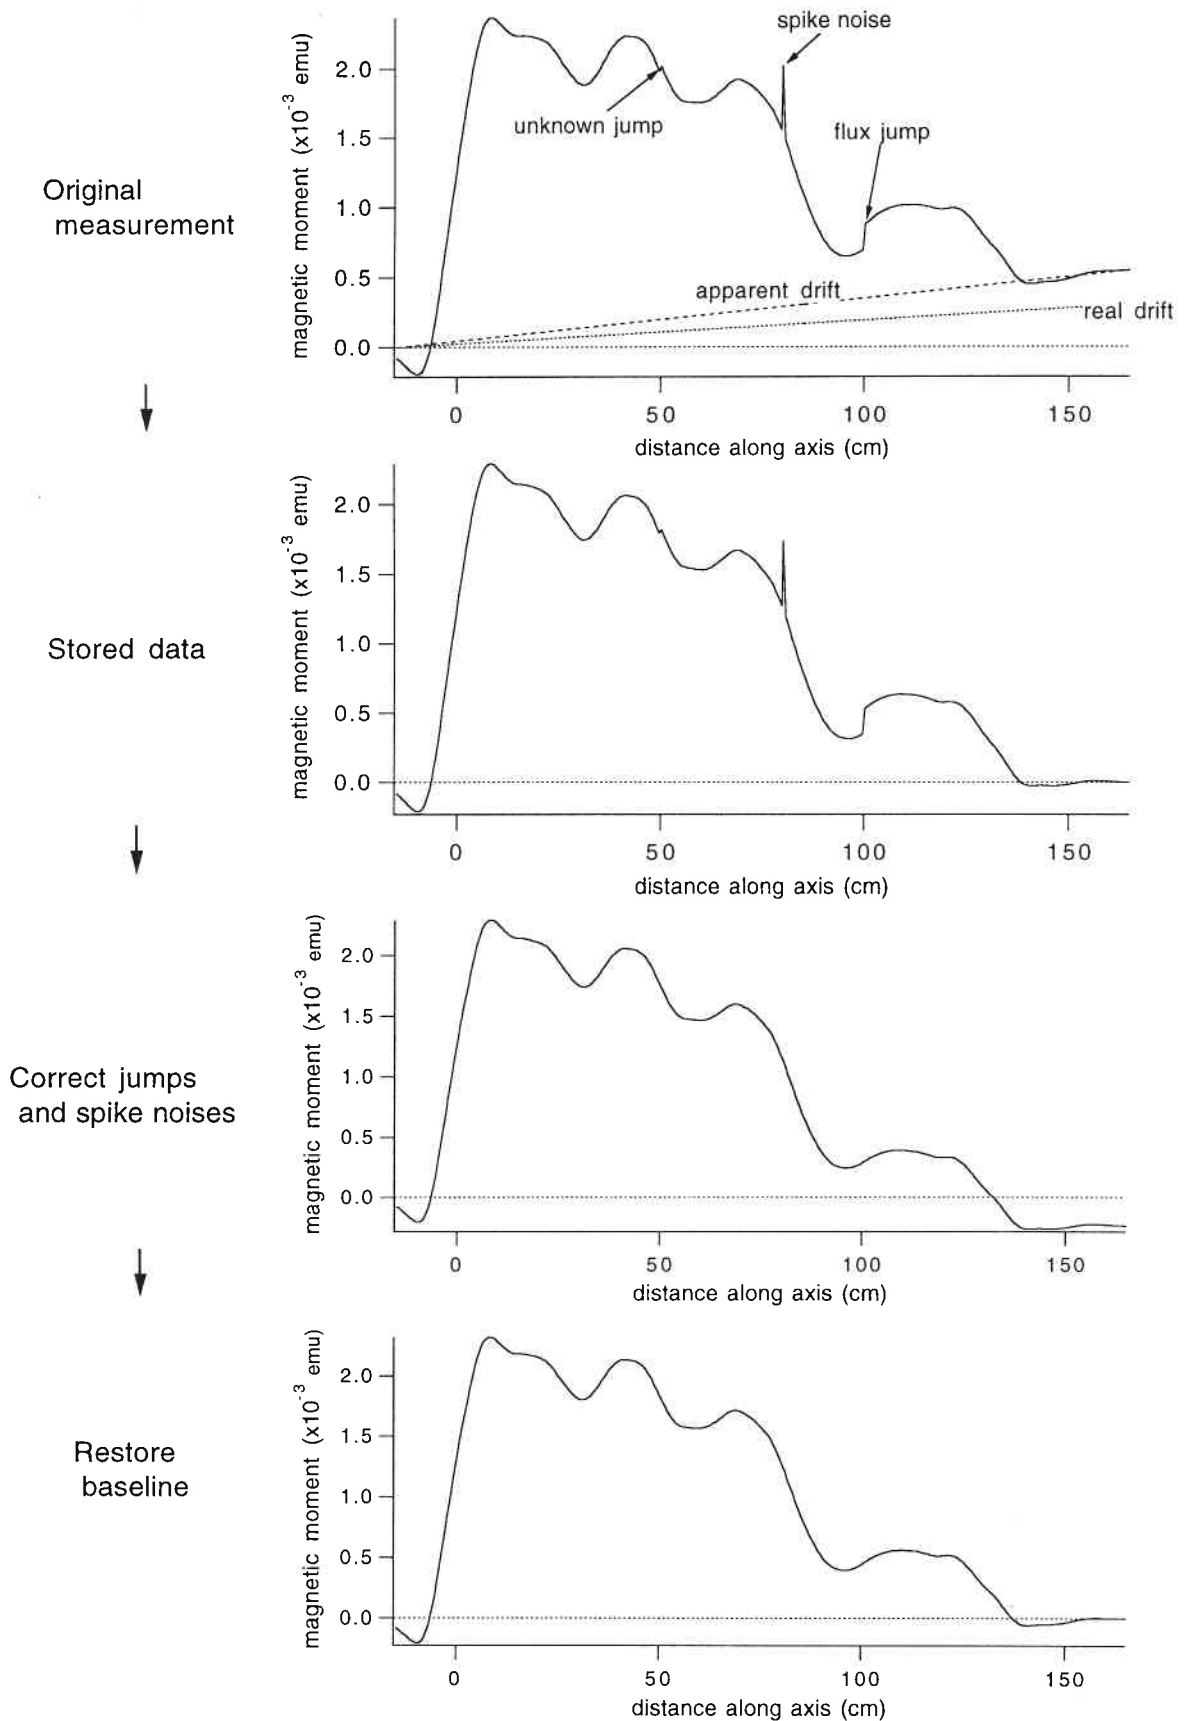 Original
measurement
magnetic moment (x10⁻³ emu)
2.0
1.5
1.0
0.5
0.0
spike noise
unknown jump
flux jump
apparent drift
real drift
0 50 100 150
distance along axis (cm)
Stored data
magnetic moment (x10⁻³ emu)
2.0
1.5
1.0
0.5
0.0
0 50 100 150
distance along axis (cm)
Correct jumps
and spike noises
magnetic moment (x10⁻³ emu)
2.0
1.5
1.0
0.5
0.0
0 50 100 150
distance along axis (cm)
Restore
baseline
magnetic moment (x10⁻³ emu)
2.0
1.5
1.0
0.5
0.0
0 50 100 150
distance along axis (cm)